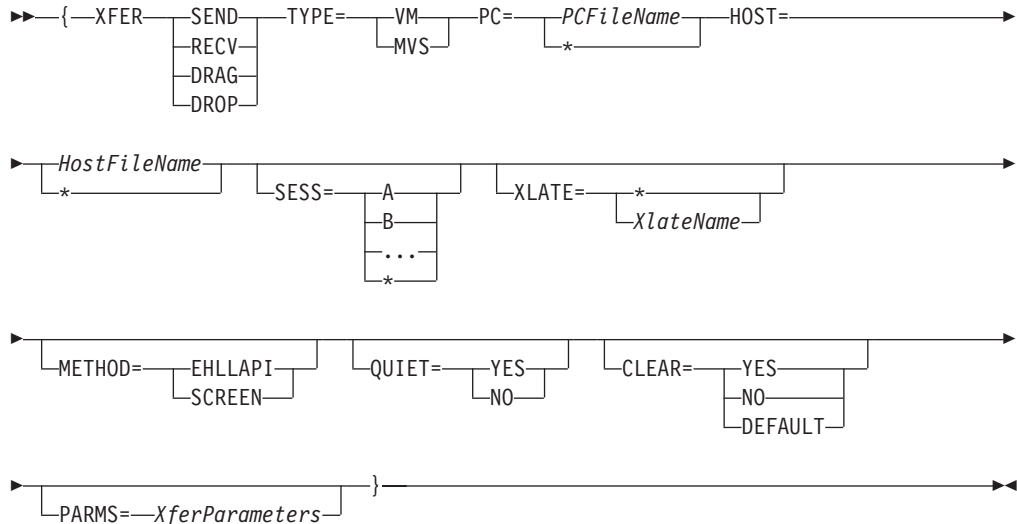 { XFER SEND TYPE= VM PC= PCFileName HOST=
RECV MVS *
DRAG
DROP
HostFileName
* SESS= A XLATE= *
B XlateName
...
*
METHOD= EHLLAPI QUIET= YES CLEAR= YES
SCREEN NO NO
DEFAULT
}
PARMS= XferParameters